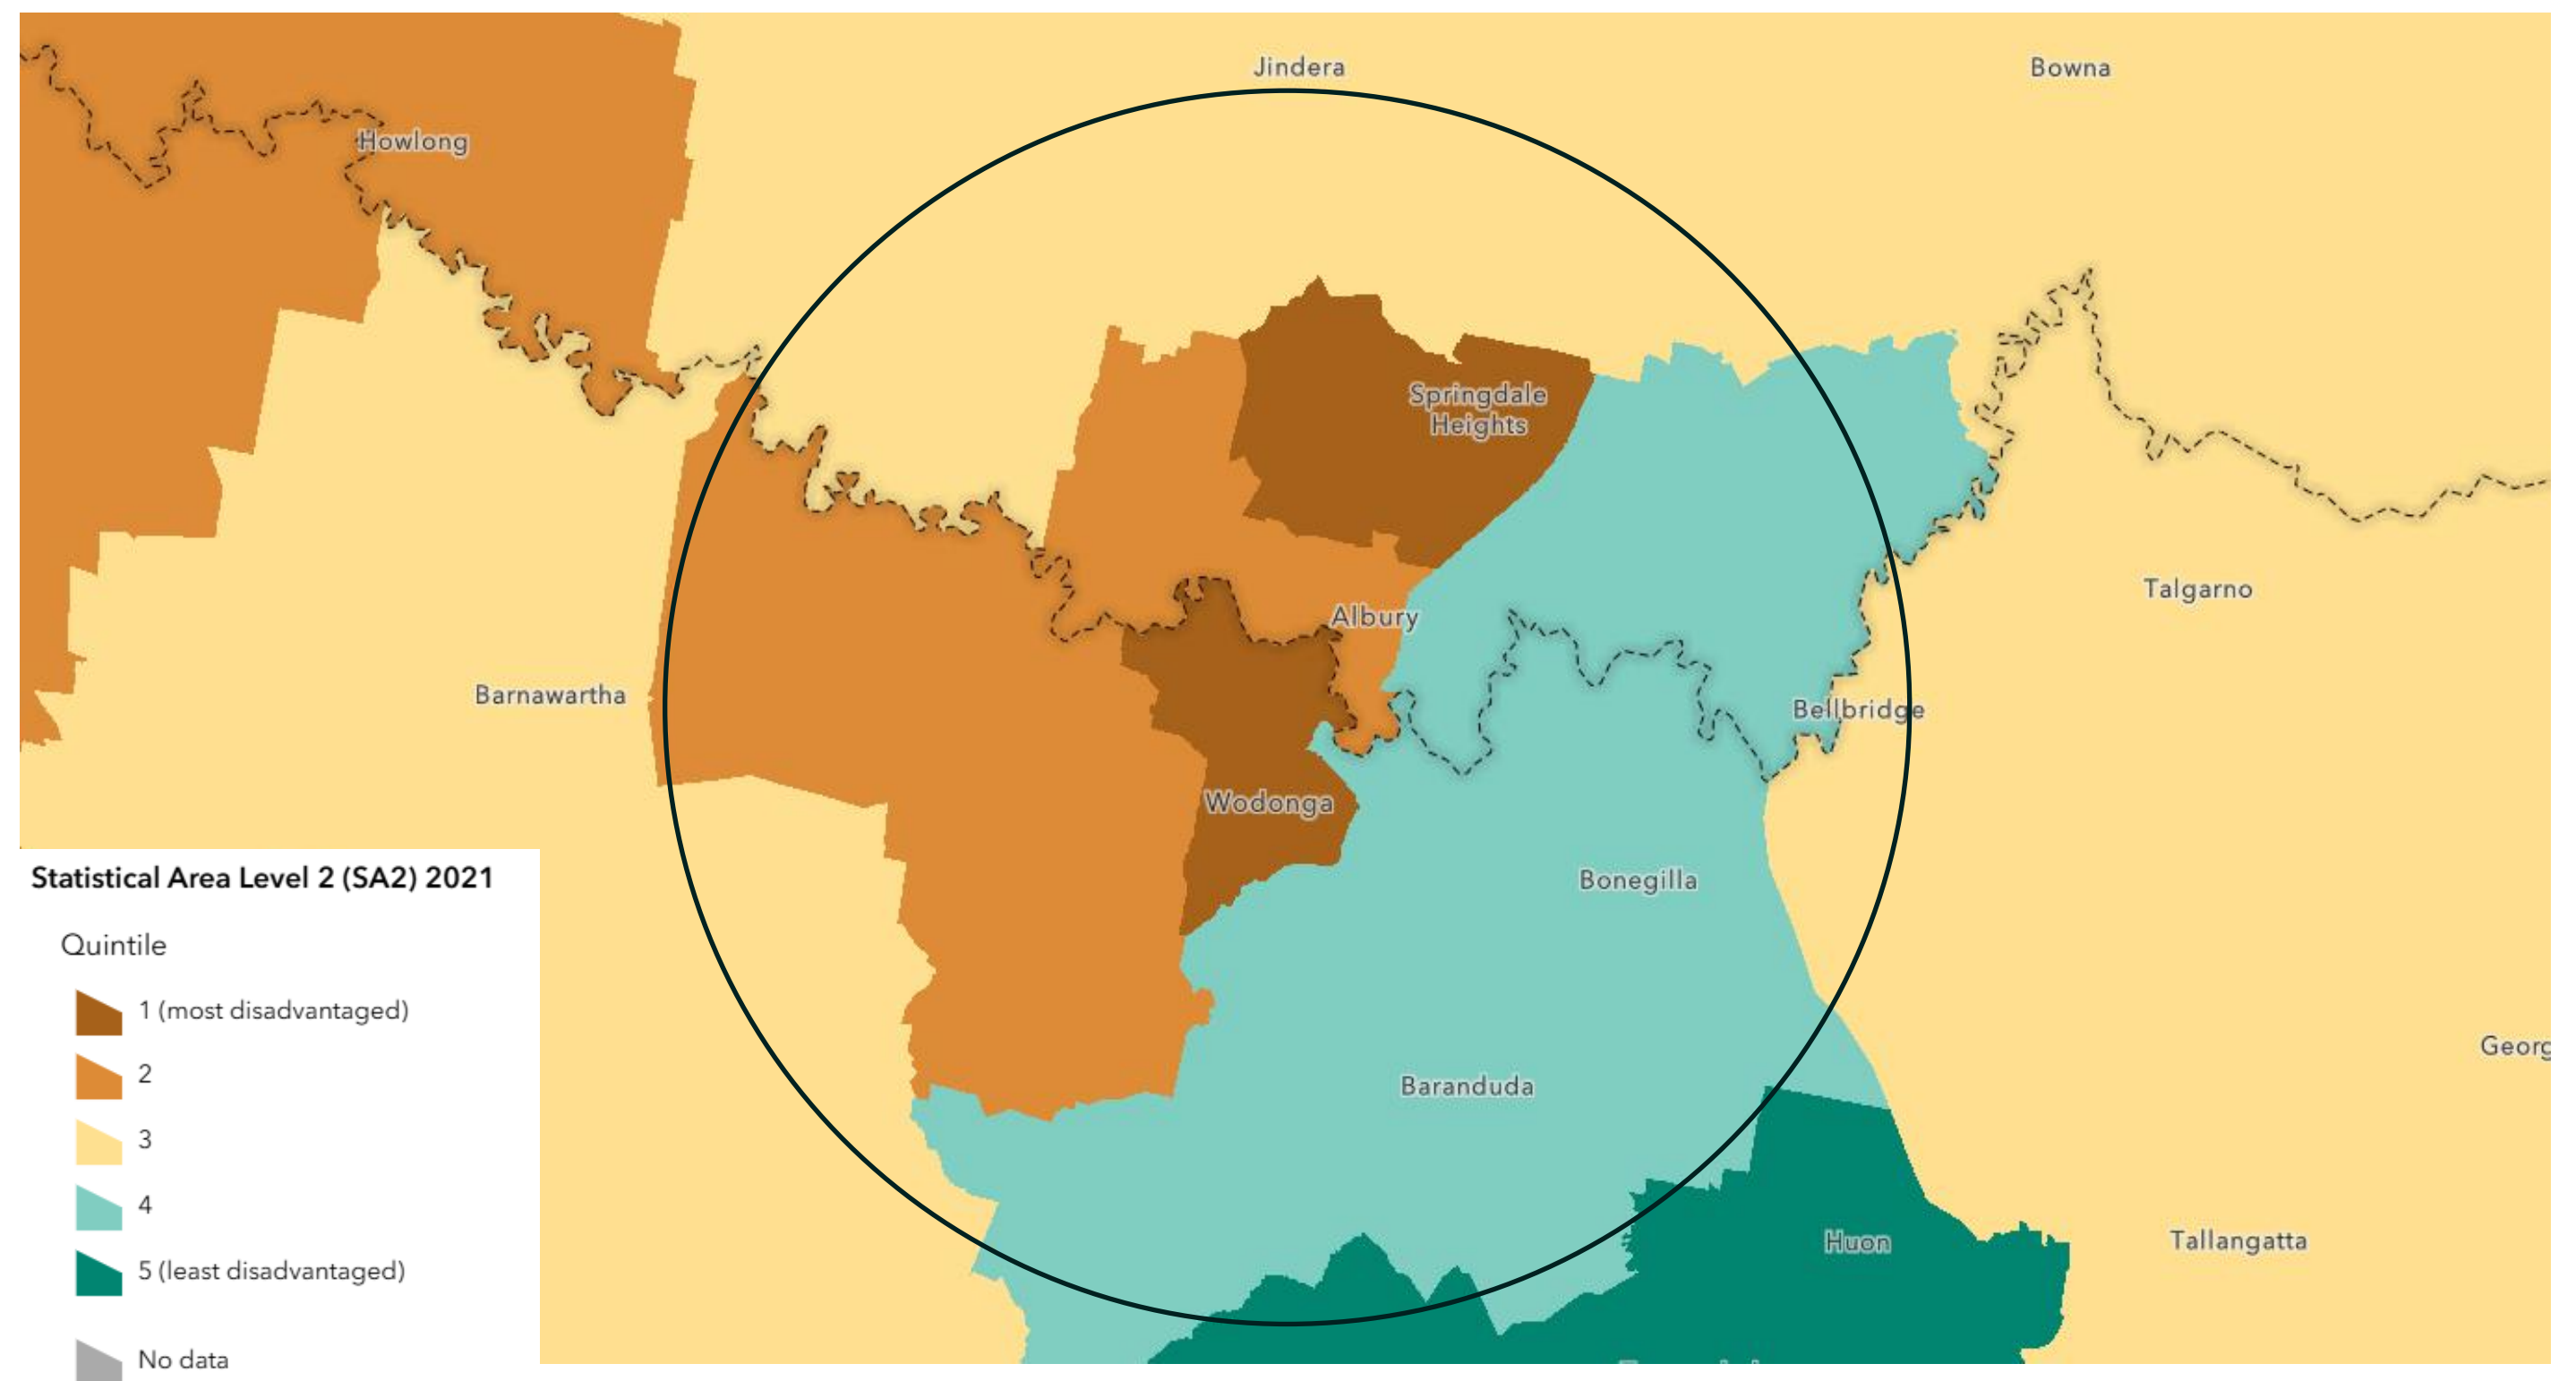 Jindera
Bowna
Howlong
Springdale
Heights
Talgarno
Albury
Barnawartha
Bellbridge
Wodonga
Bonegilla
Georg
Baranduda
Huon
Tallangatta
Statistical Area Level 2 (SA2) 2021
Quintile
1 (most disadvantaged)
2
3
4
5 (least disadvantaged)
No data